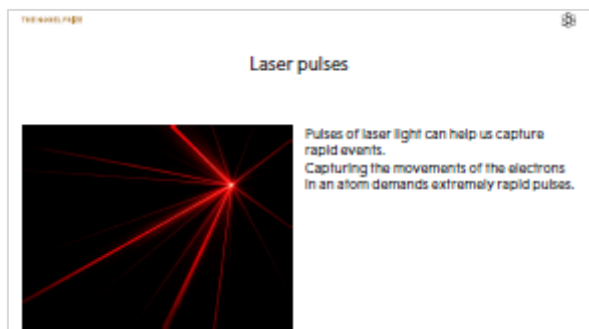 THE NOBEL PRIZE
Laser pulses
Pulses of laser light can help us capture
rapid events.
Capturing the movements of the electrons
in an atom demands extremely rapid pulses.